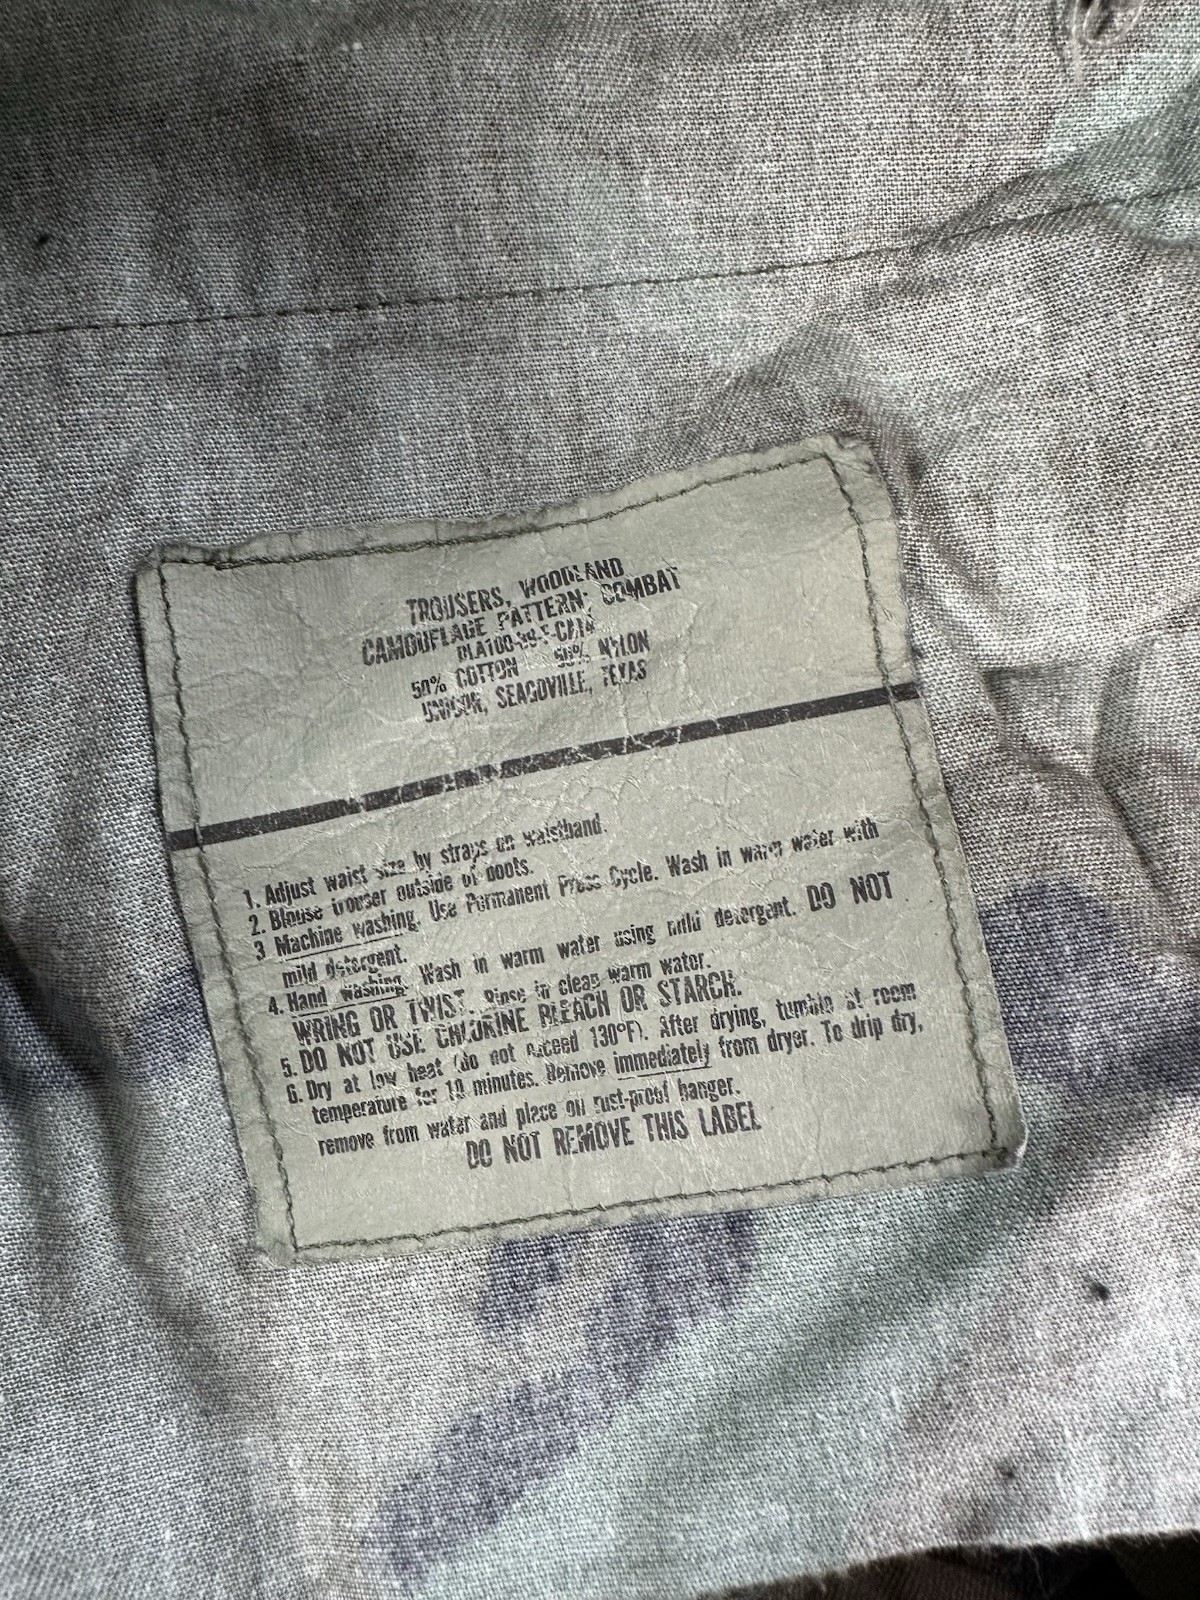 TROUSERS, WOODLAND
CAMOUFLAGE PATTERN: COMBAT
50% COTTON 50% NYLON
UNICOR, SEAGOVILLE, TEXAS
1. Adjust waist size by straps on waistband.
2. Blouse trouser outside of boots.
3 Machine washing. Use Permanent Press Cycle. Wash in warm water with
mild detergent.
4. Hand washing. Wash in warm water using mild detergent. DO NOT
WRING OR TWIST. Rinse in clean warm water.
5. DO NOT USE CHLORINE BLEACH OR STARCH.
6. Dry at low heat (do not exceed 130°F). After drying, tumble at room
temperature for 10 minutes. Remove immediately from dryer. To drip dry,
remove from water and place on rust-proof hanger.
DO NOT REMOVE THIS LABEL